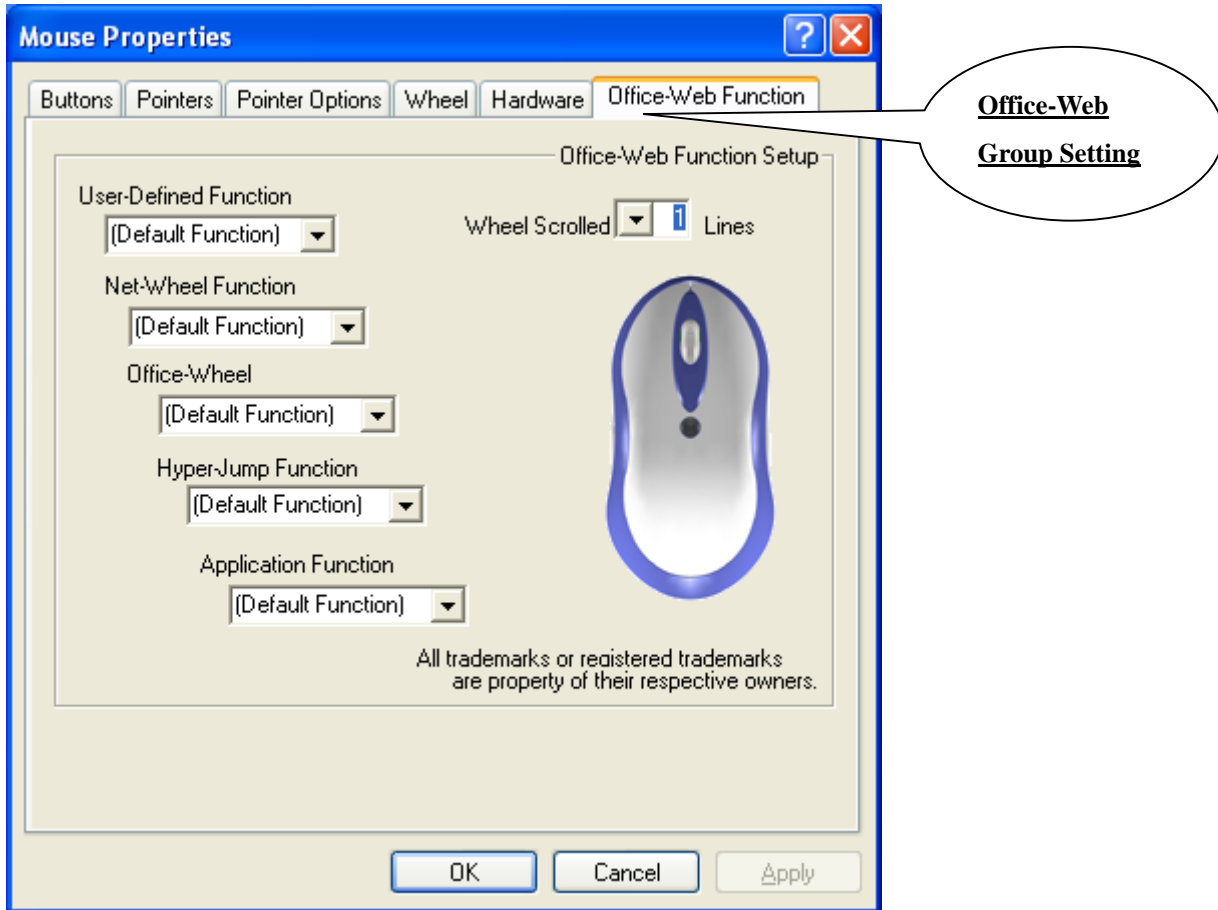 Mouse Properties
Buttons Pointers Pointer Options Wheel Hardware Office-Web Function
Office-Web
Group Setting
Office-Web Function Setup
User-Defined Function
(Default Function)
Wheel Scrolled 1 Lines
Net-Wheel Function
(Default Function)
Office-Wheel
(Default Function)
Hyper-Jump Function
(Default Function)
Application Function
(Default Function)
All trademarks or registered trademarks
are property of their respective owners.
OK Cancel Apply